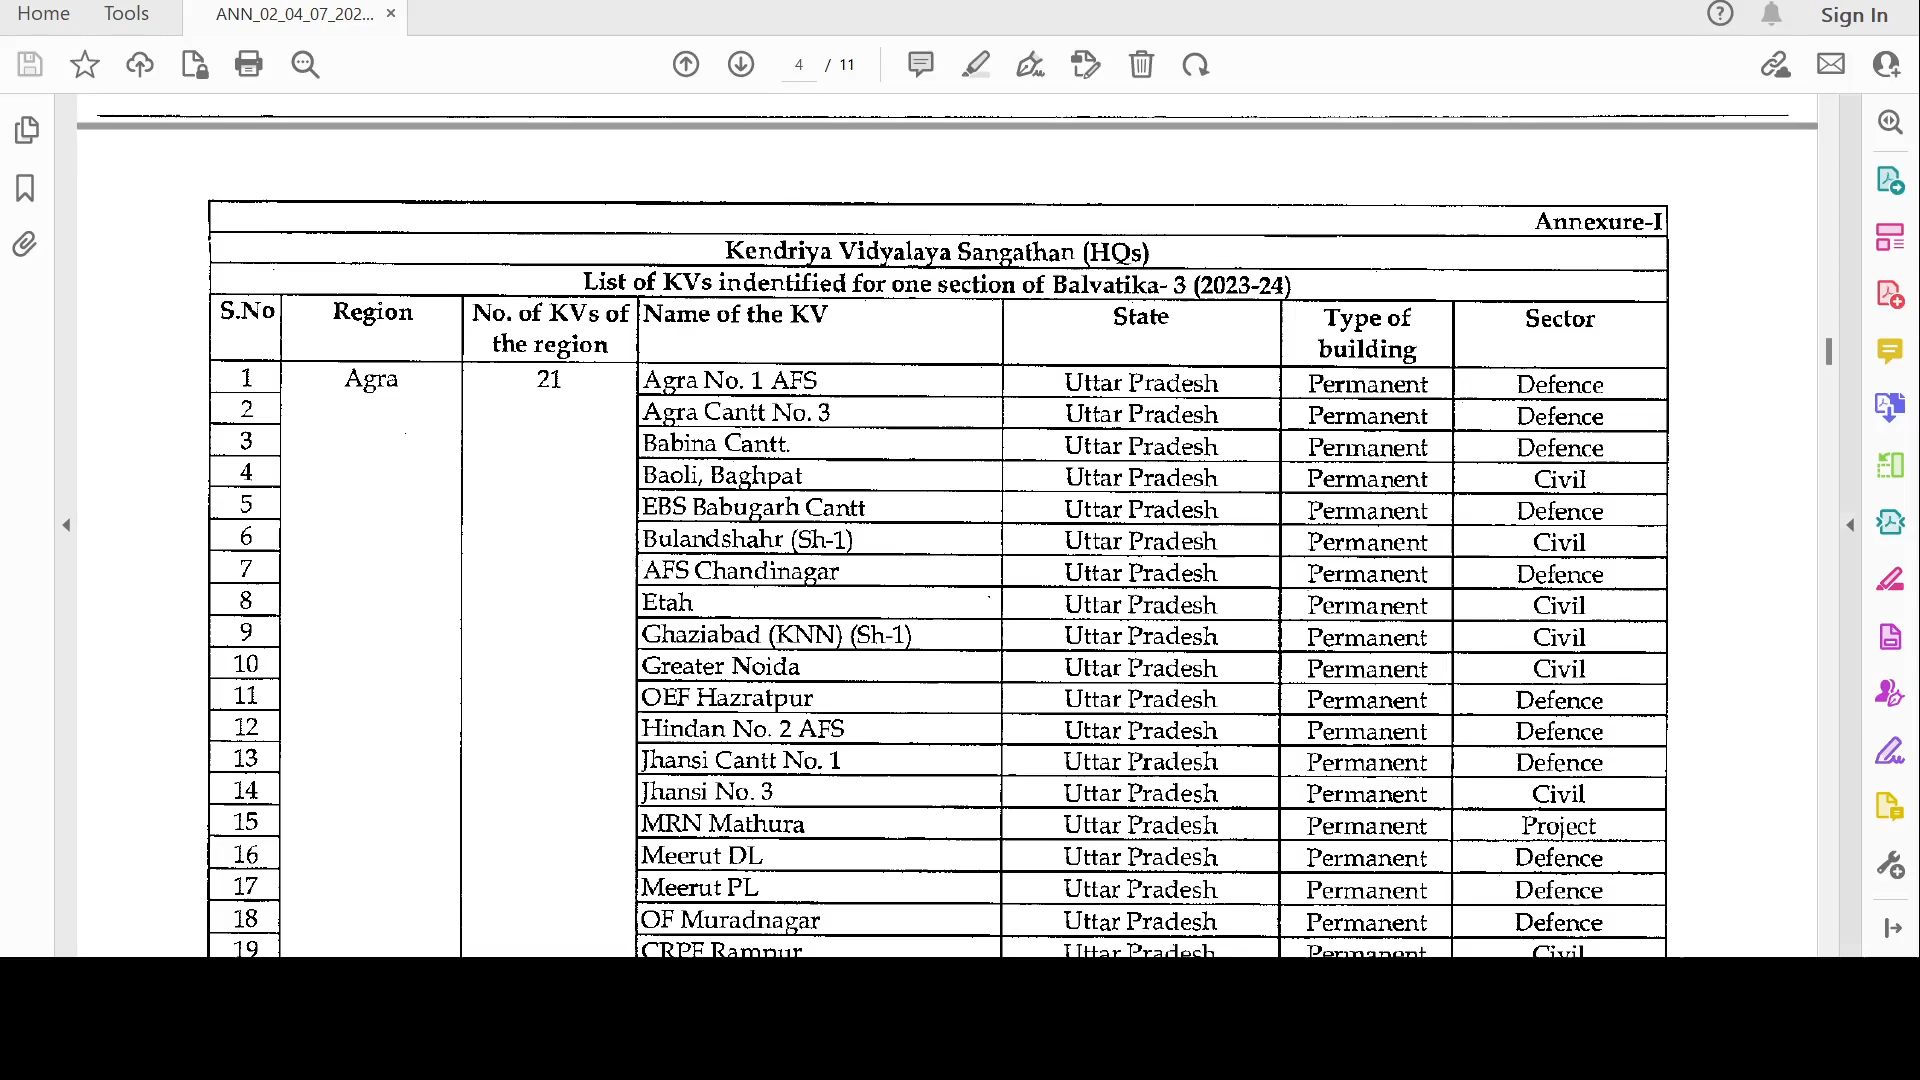 Home Tools ANN_02_04_07_202... × Sign In
4 / 11
Annexure-I
Kendriya Vidyalaya Sangathan (HQs)
List of KVs indentified for one section of Balvatika- 3 (2023-24)
S.No Region No. of KVs of the region Name of the KV State Type of building Sector
1 Agra 21 Agra No. 1 AFS Uttar Pradesh Permanent Defence
2 Agra Cantt No. 3 Uttar Pradesh Permanent Defence
3 Babina Cantt. Uttar Pradesh Permanent Defence
4 Baoli, Baghpat Uttar Pradesh Permanent Civil
5 EBS Babugarh Cantt Uttar Pradesh Permanent Defence
6 Bulandshahr (Sh-1) Uttar Pradesh Permanent Civil
7 AFS Chandinagar Uttar Pradesh Permanent Defence
8 Etah Uttar Pradesh Permanent Civil
9 Ghaziabad (KNN) (Sh-1) Uttar Pradesh Permanent Civil
10 Greater Noida Uttar Pradesh Permanent Civil
11 OEF Hazratpur Uttar Pradesh Permanent Defence
12 Hindan No. 2 AFS Uttar Pradesh Permanent Defence
13 Jhansi Cantt No. 1 Uttar Pradesh Permanent Defence
14 Jhansi No. 3 Uttar Pradesh Permanent Civil
15 MRN Mathura Uttar Pradesh Permanent Project
16 Meerut DL Uttar Pradesh Permanent Defence
17 Meerut PL Uttar Pradesh Permanent Defence
18 OF Muradnagar Uttar Pradesh Permanent Defence
19 CRPF Rampur Uttar Pradesh Permanent Civil